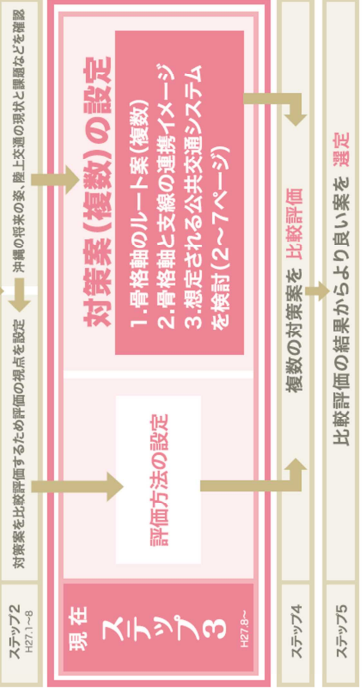 ステップ2
H27.1~8
対策案を比較評価するため評価の視点を設定
沖縄の将来の姿、陸上交通の現状と課題などを確認
現在
ステップ3
H27.8~
評価方法の設定
対策案(複数)の設定
1.骨格軸のルート案(複数)
2.骨格軸と支線の連携イメージ
3.想定される公共交通システム
を検討(2~7ページ)
ステップ4
複数の対策案を 比較評価
ステップ5
比較評価の結果からより良い案を 選定